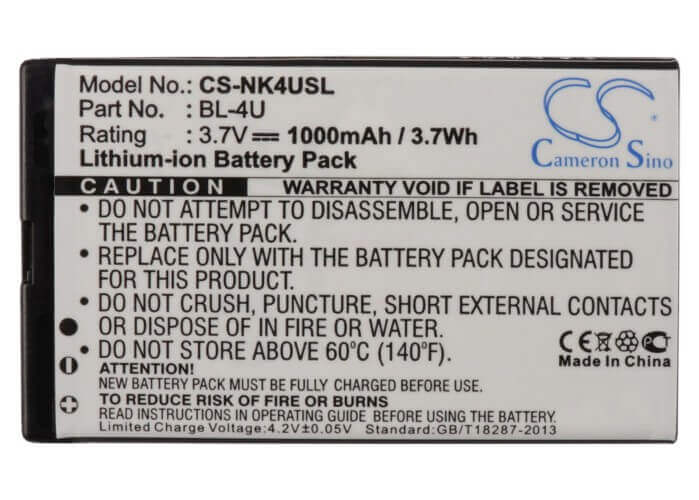 Model No.: CS-NK4USL
Part No.: BL-4U
Rating : 3.7V⎓ 1000mAh / 3.7Wh
Lithium-ion Battery Pack
CS
Cameron Sino
CAUTION
WARRANTY VOID IF LABEL IS REMOVED
• DO NOT ATTEMPT TO DISASSEMBLE, OPEN OR SERVICE
THE BATTERY PACK.
• REPLACE ONLY WITH THE BATTERY PACK DESIGNATED
FOR THIS PRODUCT.
• DO NOT CRUSH, PUNCTURE, SHORT EXTERNAL CONTACTS
OR DISPOSE IN FIRE OR WATER.
• DO NOT STORE ABOVE 60°C (140°F).
CE
Made In China
ATTENTION!
NEW BATTERY PACK MUST BE CHARGED BEFORE USE.
TO REDUCE RISK OF FIRE OR BURNS
READ INSTRUCTIONS IN OPERATING GUIDE BEFORE USING BATTERY.
Limited Charge Voltage:4.2V±0.05V Standard:GB/T18287-2013